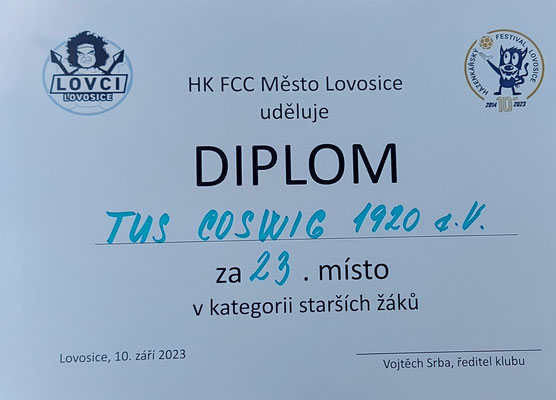 LOVCI
LOVOSICE
HÁZENKÁŘSKÝ FESTIVAL LOVOSICE
2014 10 2023
HK FCC Město Lovosice
uděluje
DIPLOM
TUS COSWIG 1920 e.V.
za 23. místo
v kategorii starších žáků
Lovosice, 10. září 2023
Vojtěch Srba, ředitel klubu